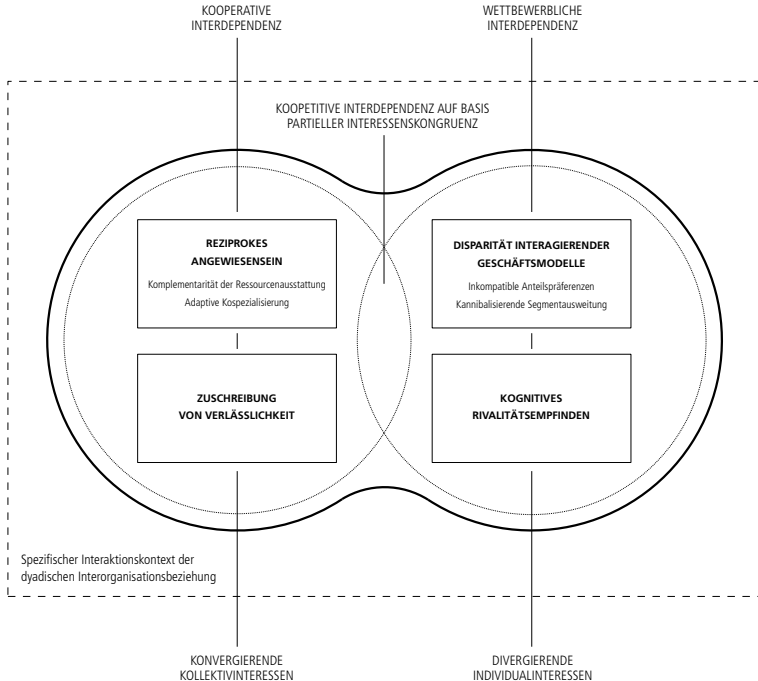 KOOPERATIVE
INTERDEPENDENZ
WETTBEWERBLICHE
INTERDEPENDENZ
KOOPETITIVE INTERDEPENDENZ AUF BASIS
PARTIELLER INTERESSENSKONGRUENZ
REZIPROKES
ANGEWIESENSEIN
Komplementarität der Ressourcenausstattung
Adaptive Kospezialisierung
DISPARITÄT INTERAGIERENDER
GESCHÄFTSMODELLE
Inkompatible Anteilspräferenzen
Kannibalisierende Segmentausweitung
ZUSCHREIBUNG
VON VERLÄSSLICHKEIT
KOGNITIVES
RIVALITÄTSEMPFINDEN
Spezifischer Interaktionskontext der
dyadischen Interorganisationsbeziehung
KONVERGIERENDE
KOLLEKTIVINTERESSEN
DIVERGIERENDE
INDIVIDUALINTERESSEN